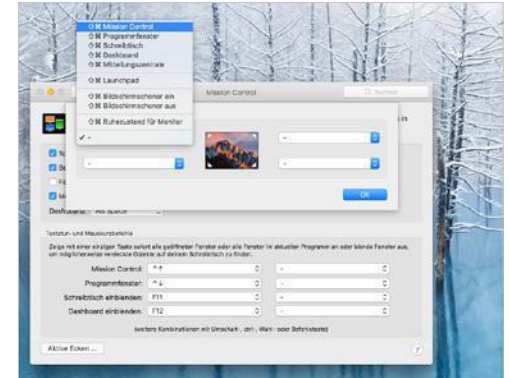 ⇧⌘ Mission Control
⇧⌘ Programmfenster
⇧⌘ Schreibtisch
⇧⌘ Dashboard
⇧⌘ Mitteilungszentrale
⇧⌘ Launchpad
⇧⌘ Bildschirmschoner ein
⇧⌘ Bildschirmschoner aus
⇧⌘ Ruhezustand für Monitor
✓ -
Mission Control
Suchen
in
-
-
-
OK
Tastatur- und Mauskurzbefehle
Zeige mit einer einzigen Taste sofort alle geöffneten Fenster oder alle Fenster im aktuellen Programm an oder blende Fenster aus,
um möglicherweise verdeckte Objekte auf deinem Schreibtisch zu finden.
Mission Control: ^↑ -
Programmfenster: ^↓ -
Schreibtisch einblenden: F11 -
Dashboard einblenden: F12 -
(weitere Kombinationen mit Umschalt-, ctrl-, Wahl- oder Befehlstaste)
Aktive Ecken ... ?